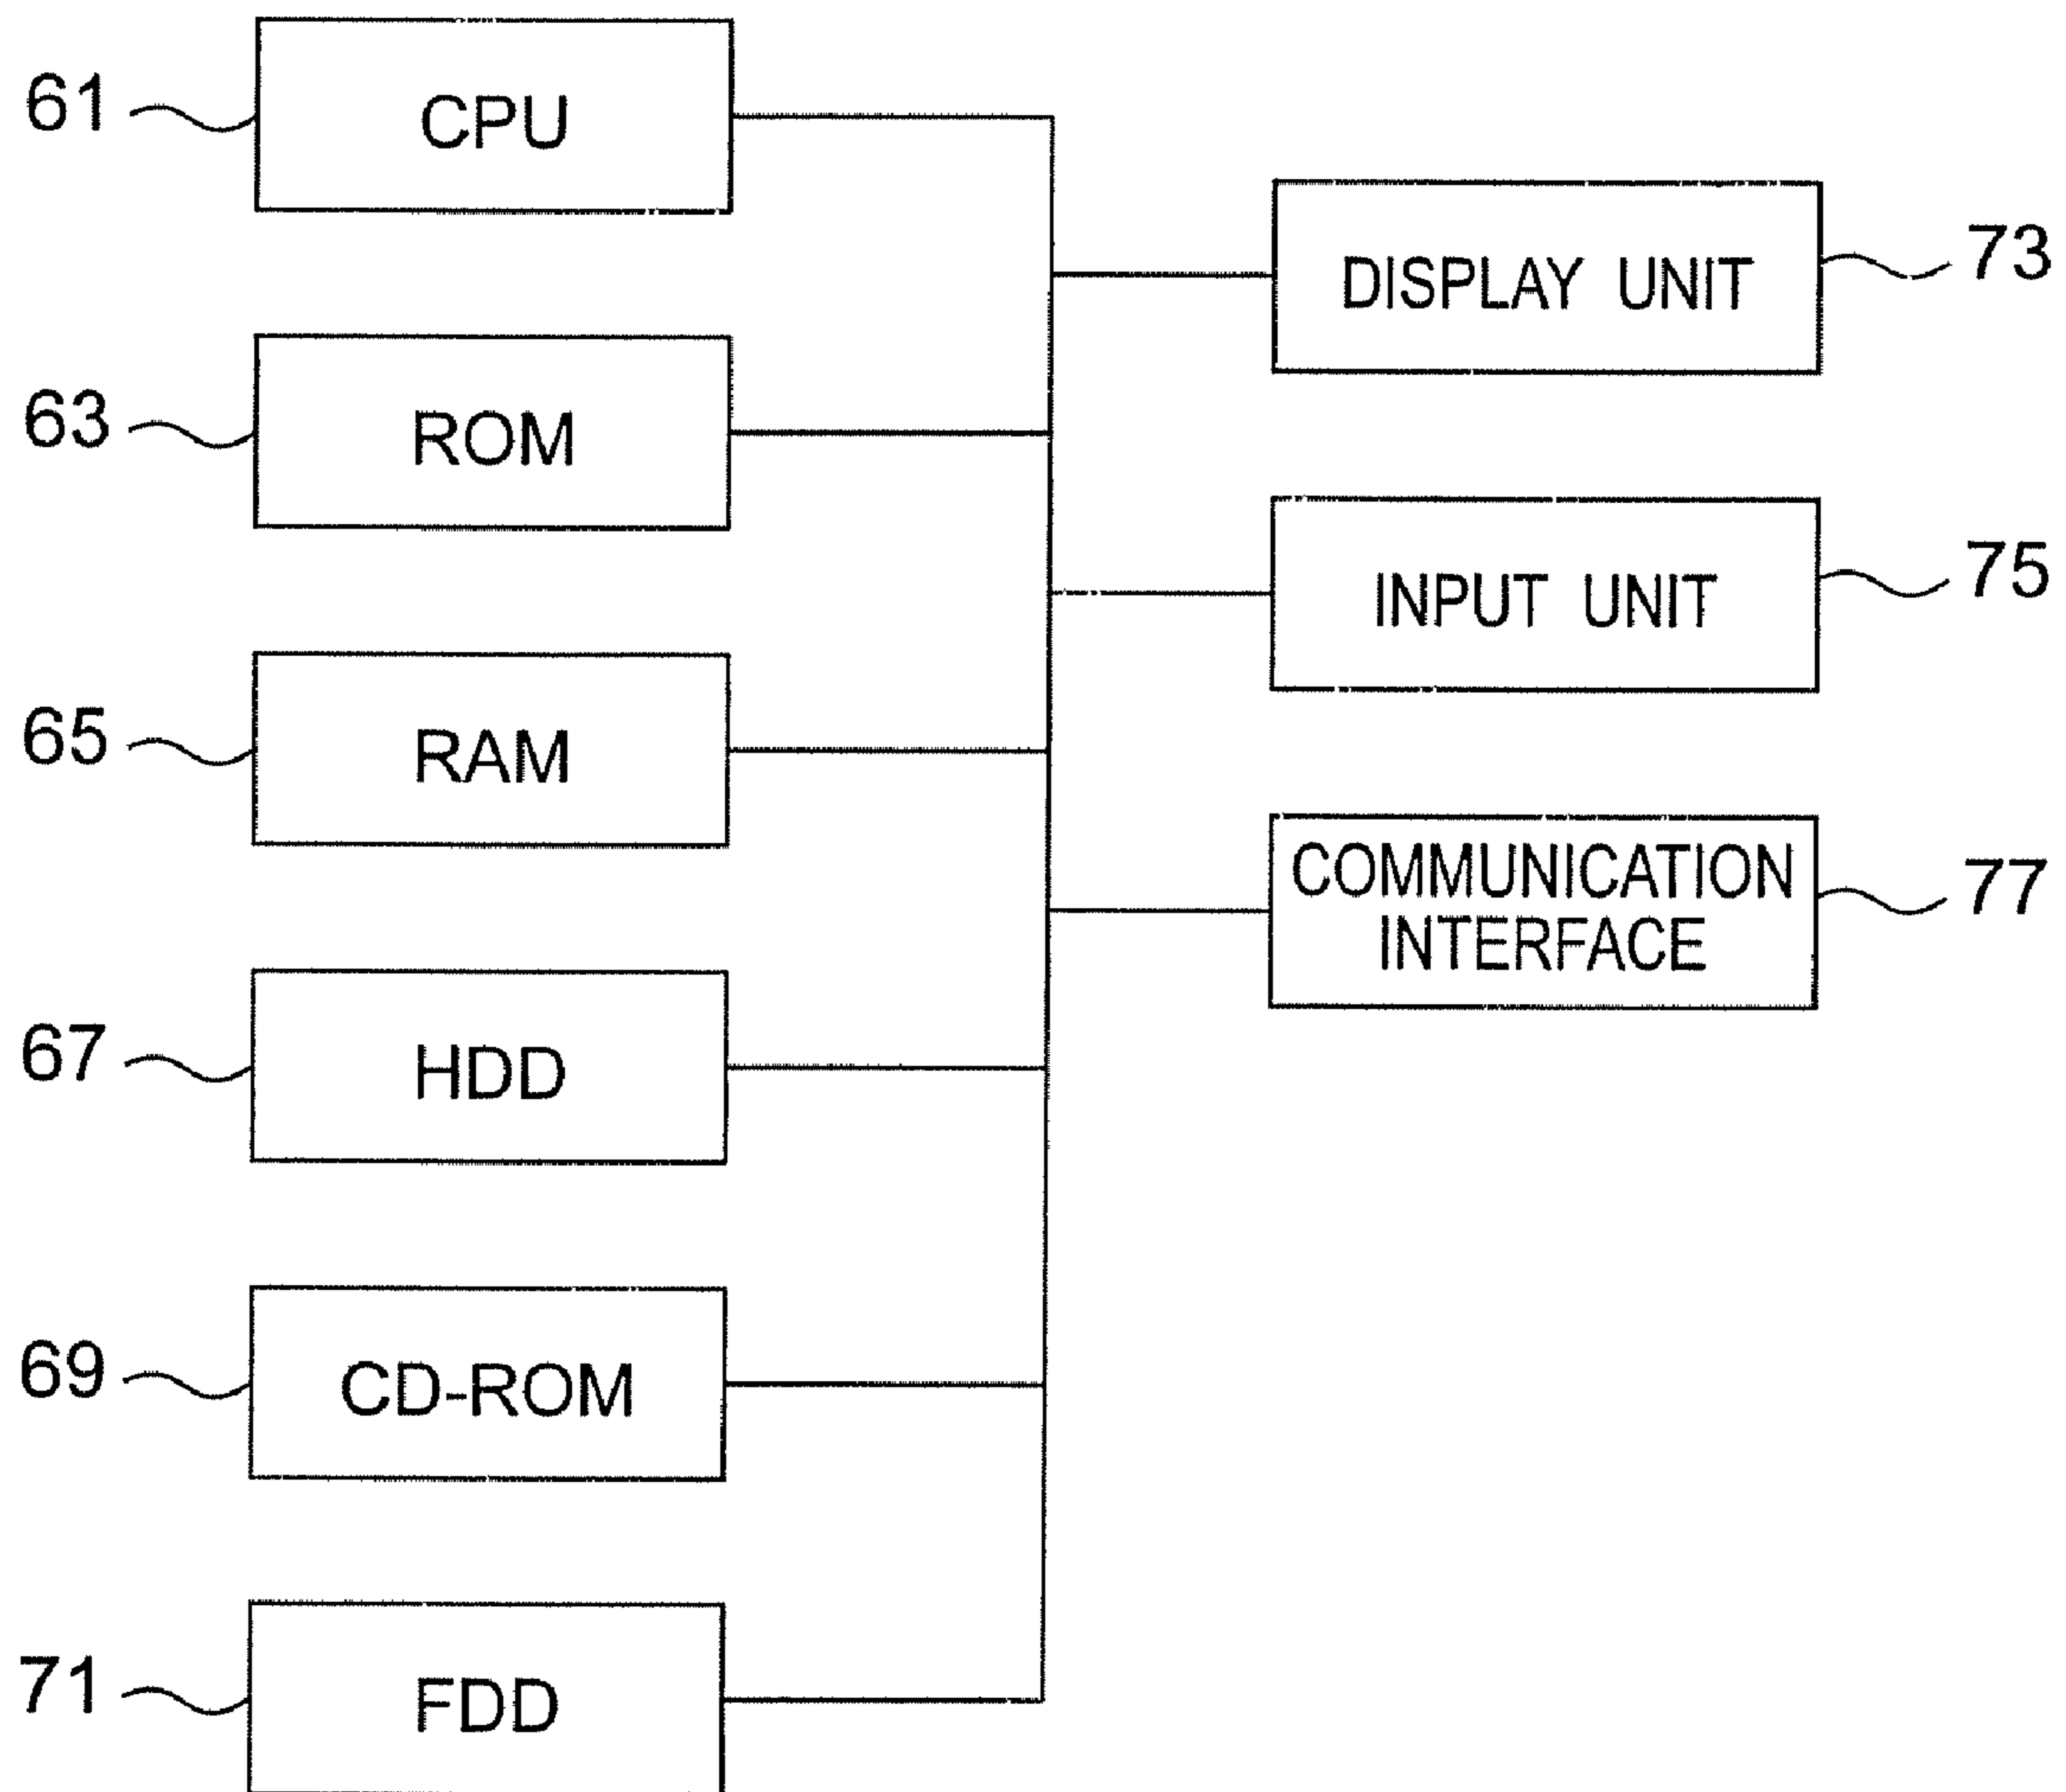 61
CPU
63
ROM
65
RAM
67
HDD
69
CD-ROM
71
FDD
DISPLAY UNIT
73
INPUT UNIT
75
COMMUNICATION
INTERFACE
77